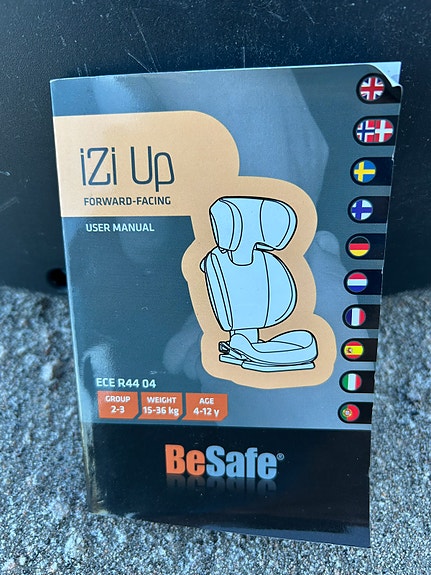 iZi Up
FORWARD-FACING
USER MANUAL
ECE R44 04
GROUP
2-3
WEIGHT
15-36 kg
AGE
4-12 y
BeSafe®